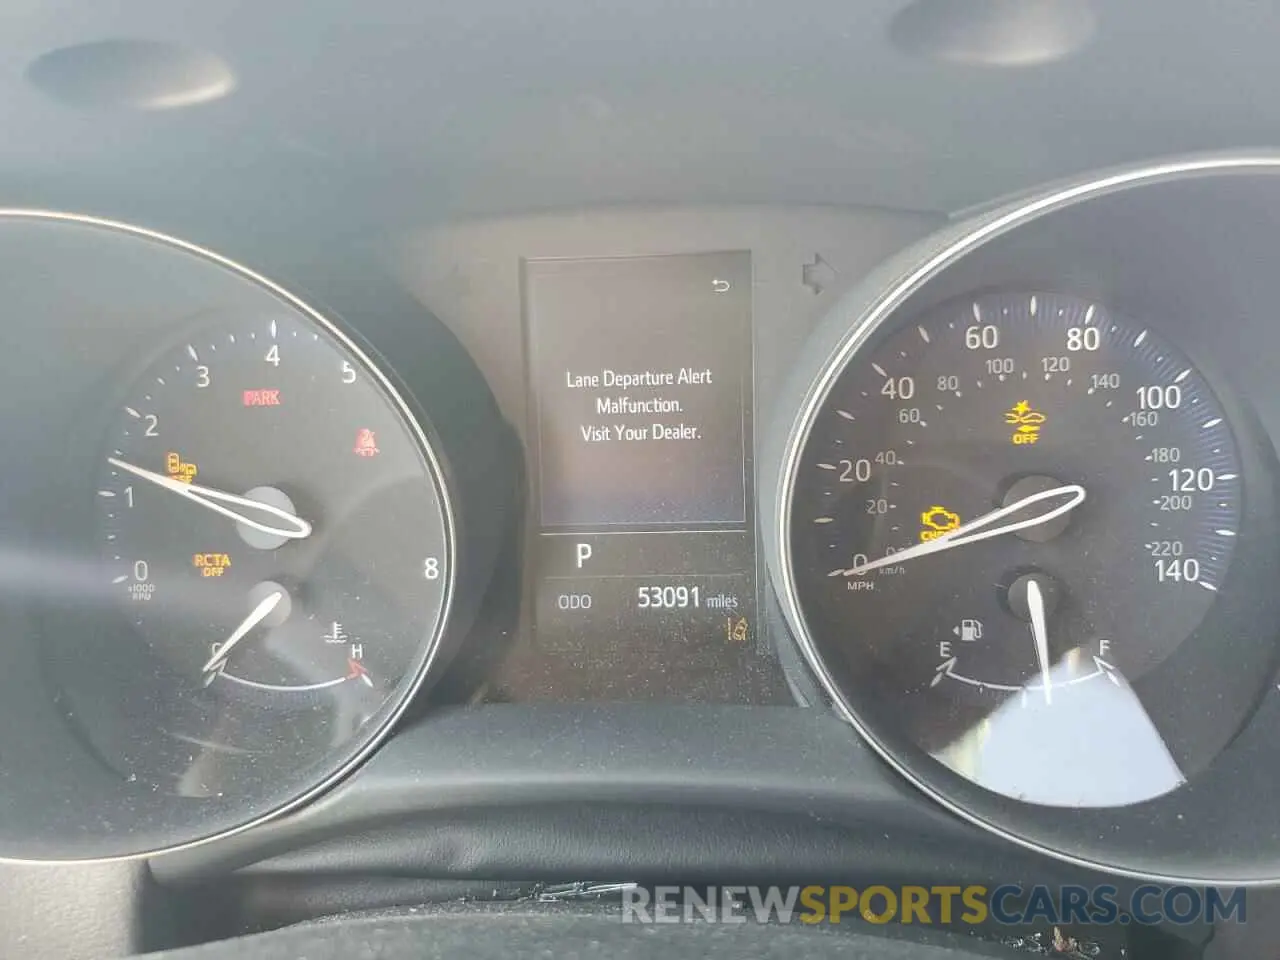 Lane Departure Alert
Malfunction.
Visit Your Dealer.
P
ODO 53091 miles
0 1 2 3 4 5 8
x1000
RPM
PARK
RCTA
OFF
H
0 20 40 60 80 100 120 140
MPH
20 40 60 80 100 120 140 160 180 200 220
km/h
OFF
E F
RENEWSPORTSCARS.COM